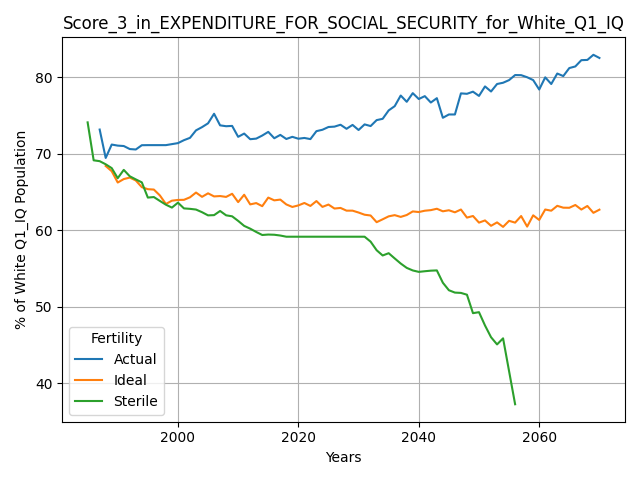 Score_3_in_EXPENDITURE_FOR_SOCIAL_SECURITY_for_White_Q1_IQ
% of White Q1_IQ Population
80
70
60
50
40
Fertility
Actual
Ideal
Sterile
2000
2020
2040
2060
Years